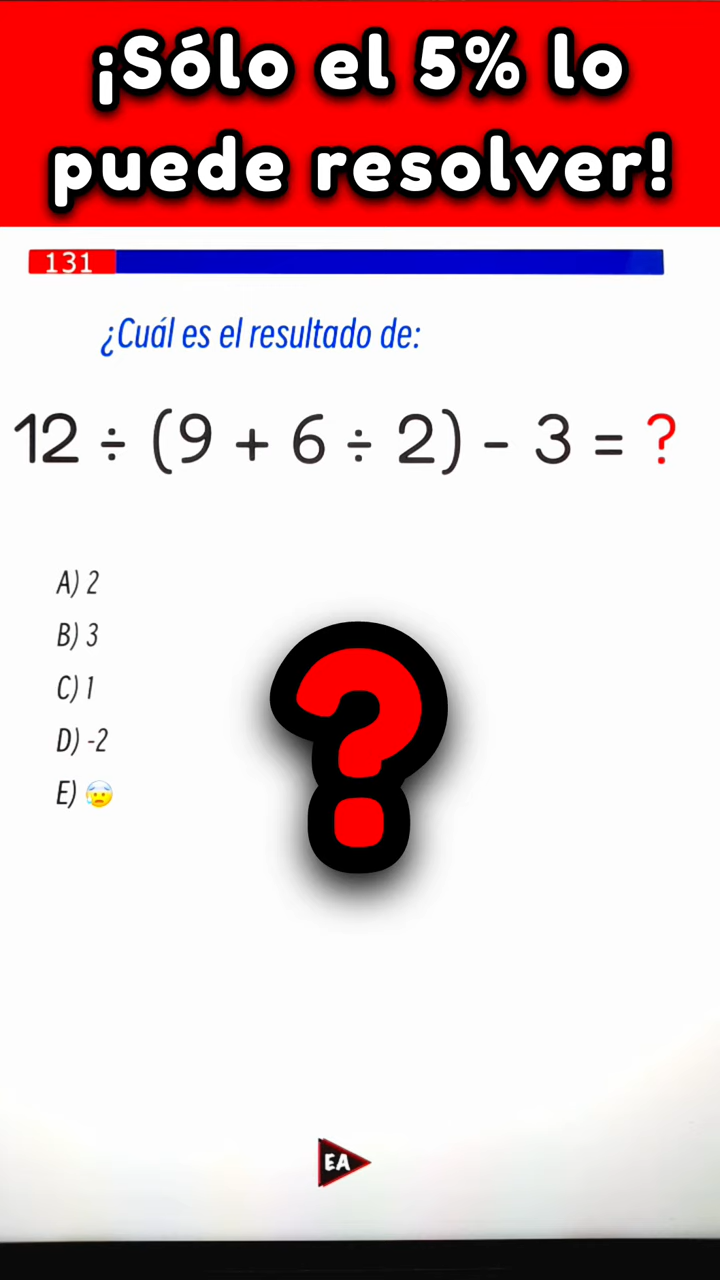 ¡Sólo el 5% lo
puede resolver!
131
¿Cuál es el resultado de:
12 ÷ (9 + 6 ÷ 2) - 3 = ?
A) 2
B) 3
C) 1
D) -2
E) 😰
?
EA